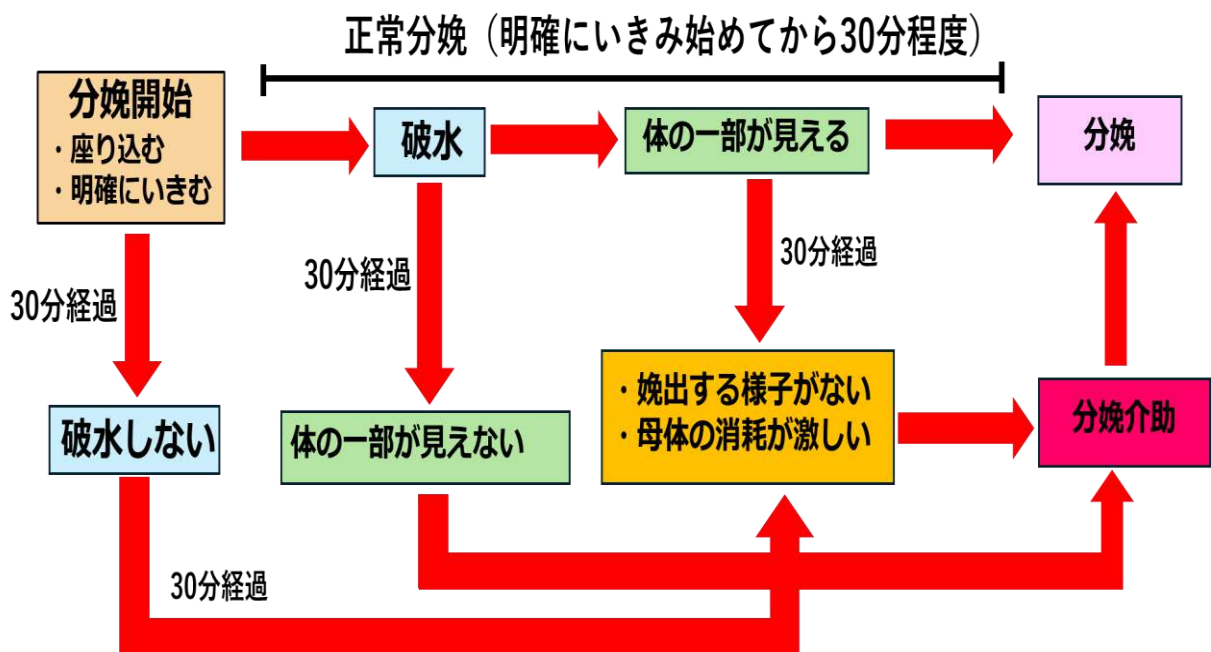 正常分娩（明確にいきみ始めてから30分程度）
分娩開始
・座り込む
・明確にいきむ
破水
体の一部が見える
分娩
30分経過
30分経過
30分経過
破水しない
体の一部が見えない
・娩出する様子がない
・母体の消耗が激しい
分娩介助
30分経過